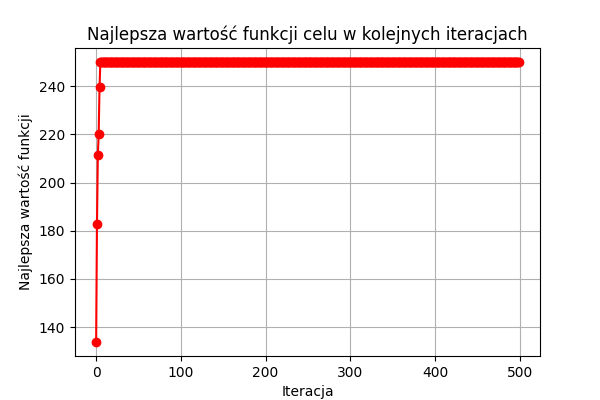 Najlepsza wartość funkcji celu w kolejnych iteracjach
Najlepsza wartość funkcji
240
220
200
180
160
140
0 100 200 300 400 500
Iteracja